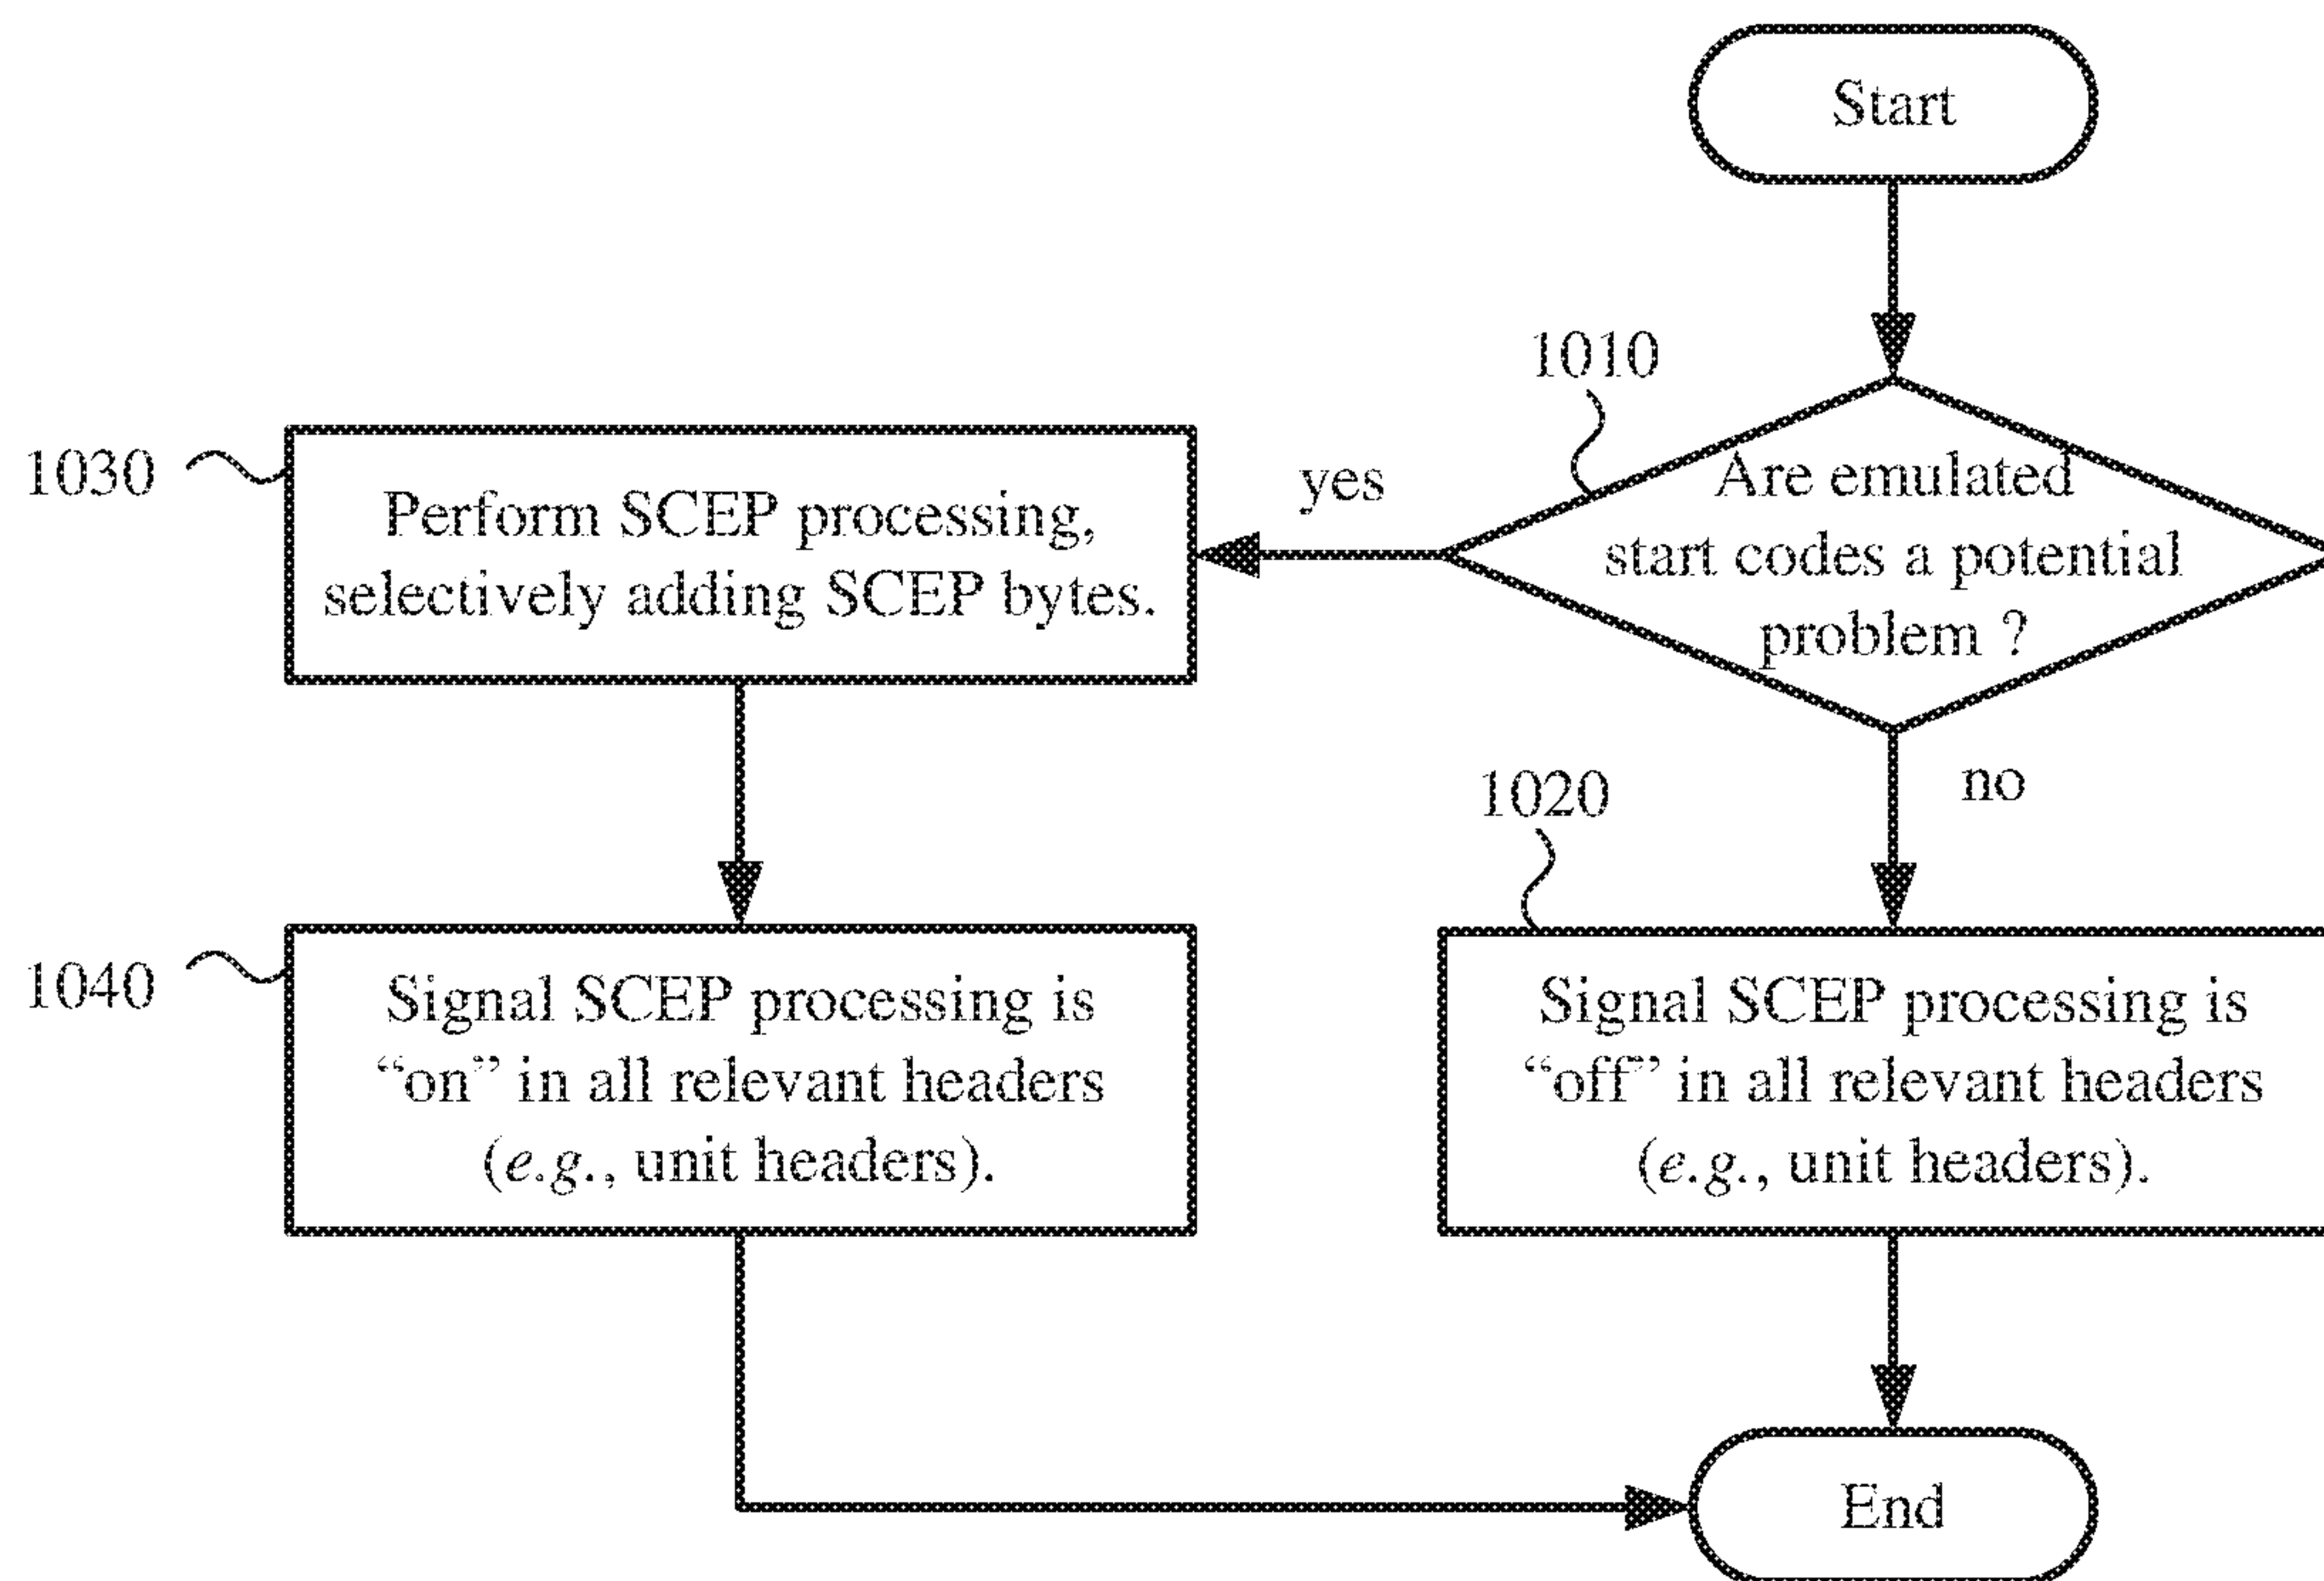 Start
1010
Are emulated
start codes a potential
problem ?
yes
no
1030
Perform SCEP processing,
selectively adding SCEP bytes.
1040
Signal SCEP processing is
“on” in all relevant headers
(e.g., unit headers).
1020
Signal SCEP processing is
“off” in all relevant headers
(e.g., unit headers).
End